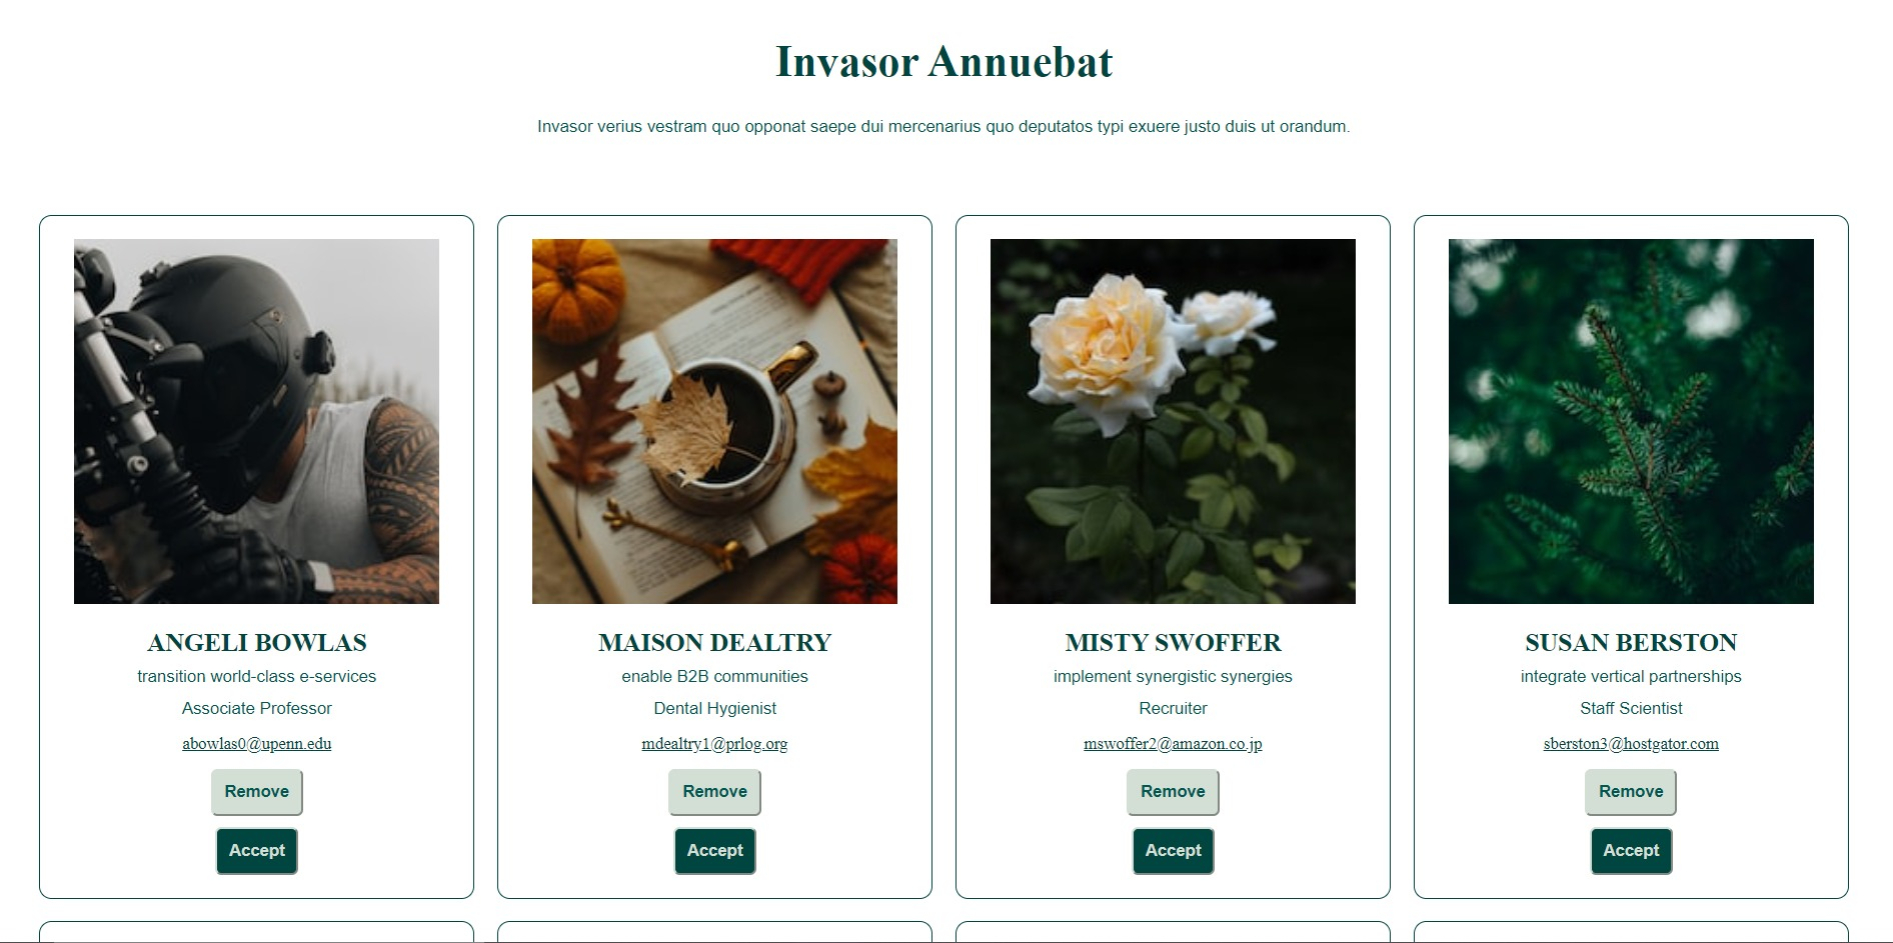 Invasor Annuebat
Invasor verius vestram quo opponat saepe dui mercenarius quo deputatos typi exuere justo duis ut orandum.
ANGELI BOWLAS
transition world-class e-services
Associate Professor
abowlas0@upenn.edu
Remove
Accept
MAISON DEALTRY
enable B2B communities
Dental Hygienist
mdealtry1@prlog.org
Remove
Accept
MISTY SWOFFER
implement synergistic synergies
Recruiter
mswoffer2@amazon.co.jp
Remove
Accept
SUSAN BERSTON
integrate vertical partnerships
Staff Scientist
sberston3@hostgator.com
Remove
Accept